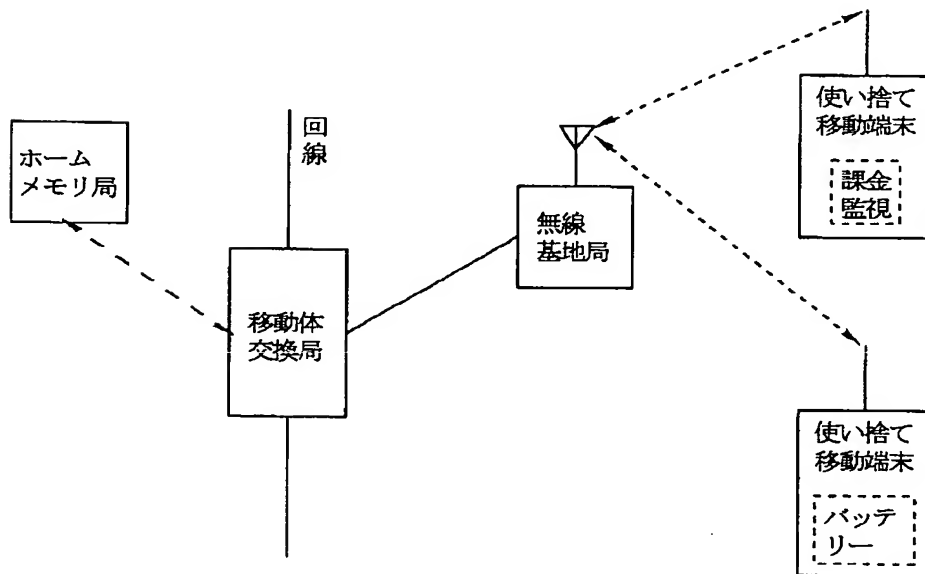 ホーム
メモリ局
回
線
移動体
交換局
無線
基地局
使い捨て
移動端末
課金
監視
使い捨て
移動端末
バッテ
リー